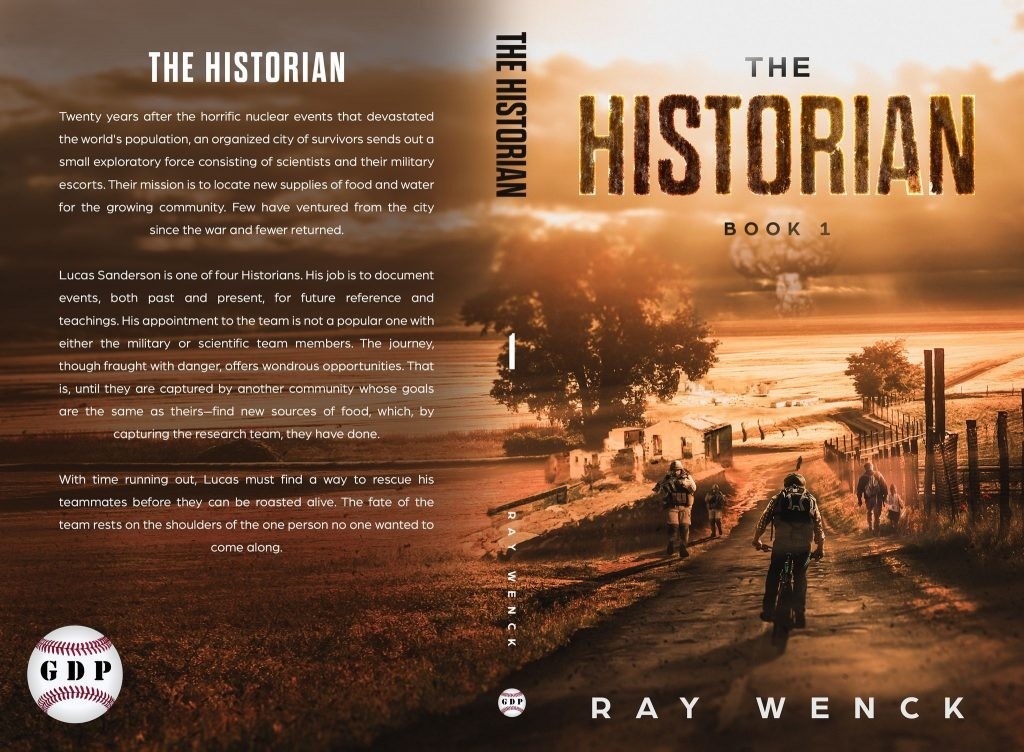 THE HISTORIAN
Twenty years after the horrific nuclear events that devastated
the world's population, an organized city of survivors sends out a
small exploratory force consisting of scientists and their military
escorts. Their mission is to locate new supplies of food and water
for the growing community. Few have ventured from the city
since the war and fewer returned.
Lucas Sanderson is one of four Historians. His job is to document
events, both past and present, for future reference and
teachings. His appointment to the team is not a popular one with
either the military or scientific team members. The journey,
though fraught with danger, offers wondrous opportunities. That
is, until they are captured by another community whose goals
are the same as theirs—find new sources of food, which, by
capturing the research team, they have done.
With time running out, Lucas must find a way to rescue his
teammates before they can be roasted alive. The fate of the
team rests on the shoulders of the one person no one wanted to
come along.
GDP
THE HISTORIAN
1
RAY WENCK
GDP
THE
HISTORIAN
BOOK 1
RAY WENCK